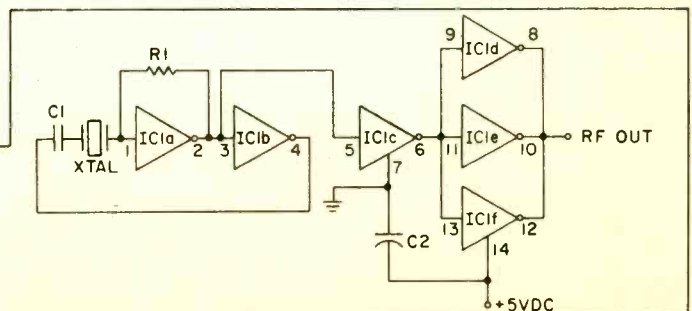 R1
C1
XTAL
1
IC1a
2
3
IC1b
4
5
IC1c
6
7
9
IC1d
8
11
IC1e
10
RF OUT
13
IC1f
12
14
C2
+5VDC